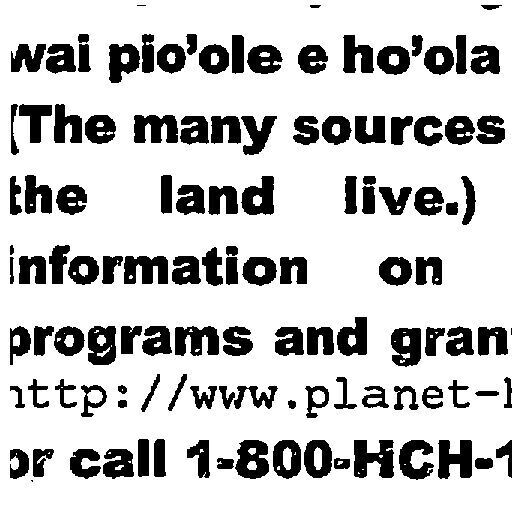 wai pio'ole e ho'ola
(The many sources
the land live.)
information on
programs and gran
http://www.planet-
or call 1-800-HCH-1